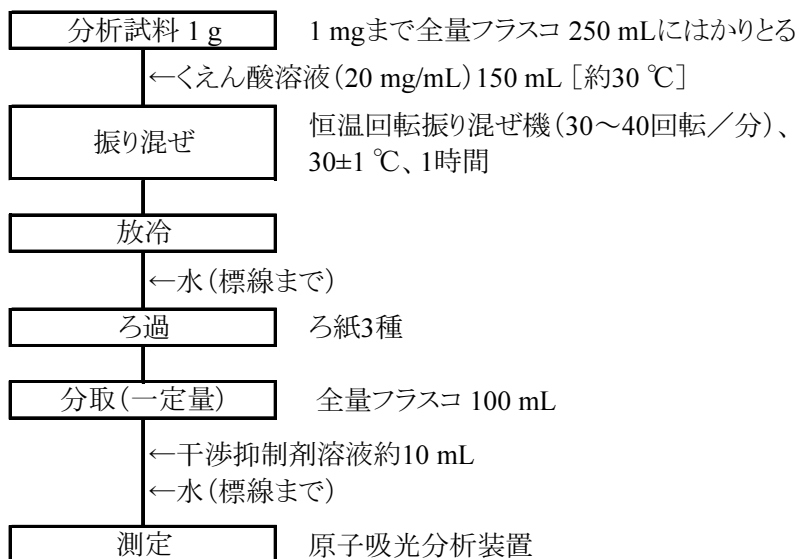 分析試料 1 g 1 mgまで全量フラスコ 250 mLにはかりとる
←くえん酸溶液(20 mg/mL)150 mL [約30 ℃]
振り混ぜ 恒温回転振り混ぜ機(30～40回転／分)、
30±1 ℃、1時間
放冷
←水(標線まで)
ろ過 ろ紙3種
分取(一定量) 全量フラスコ 100 mL
←干渉抑制剤溶液約10 mL
←水(標線まで)
測定 原子吸光分析装置